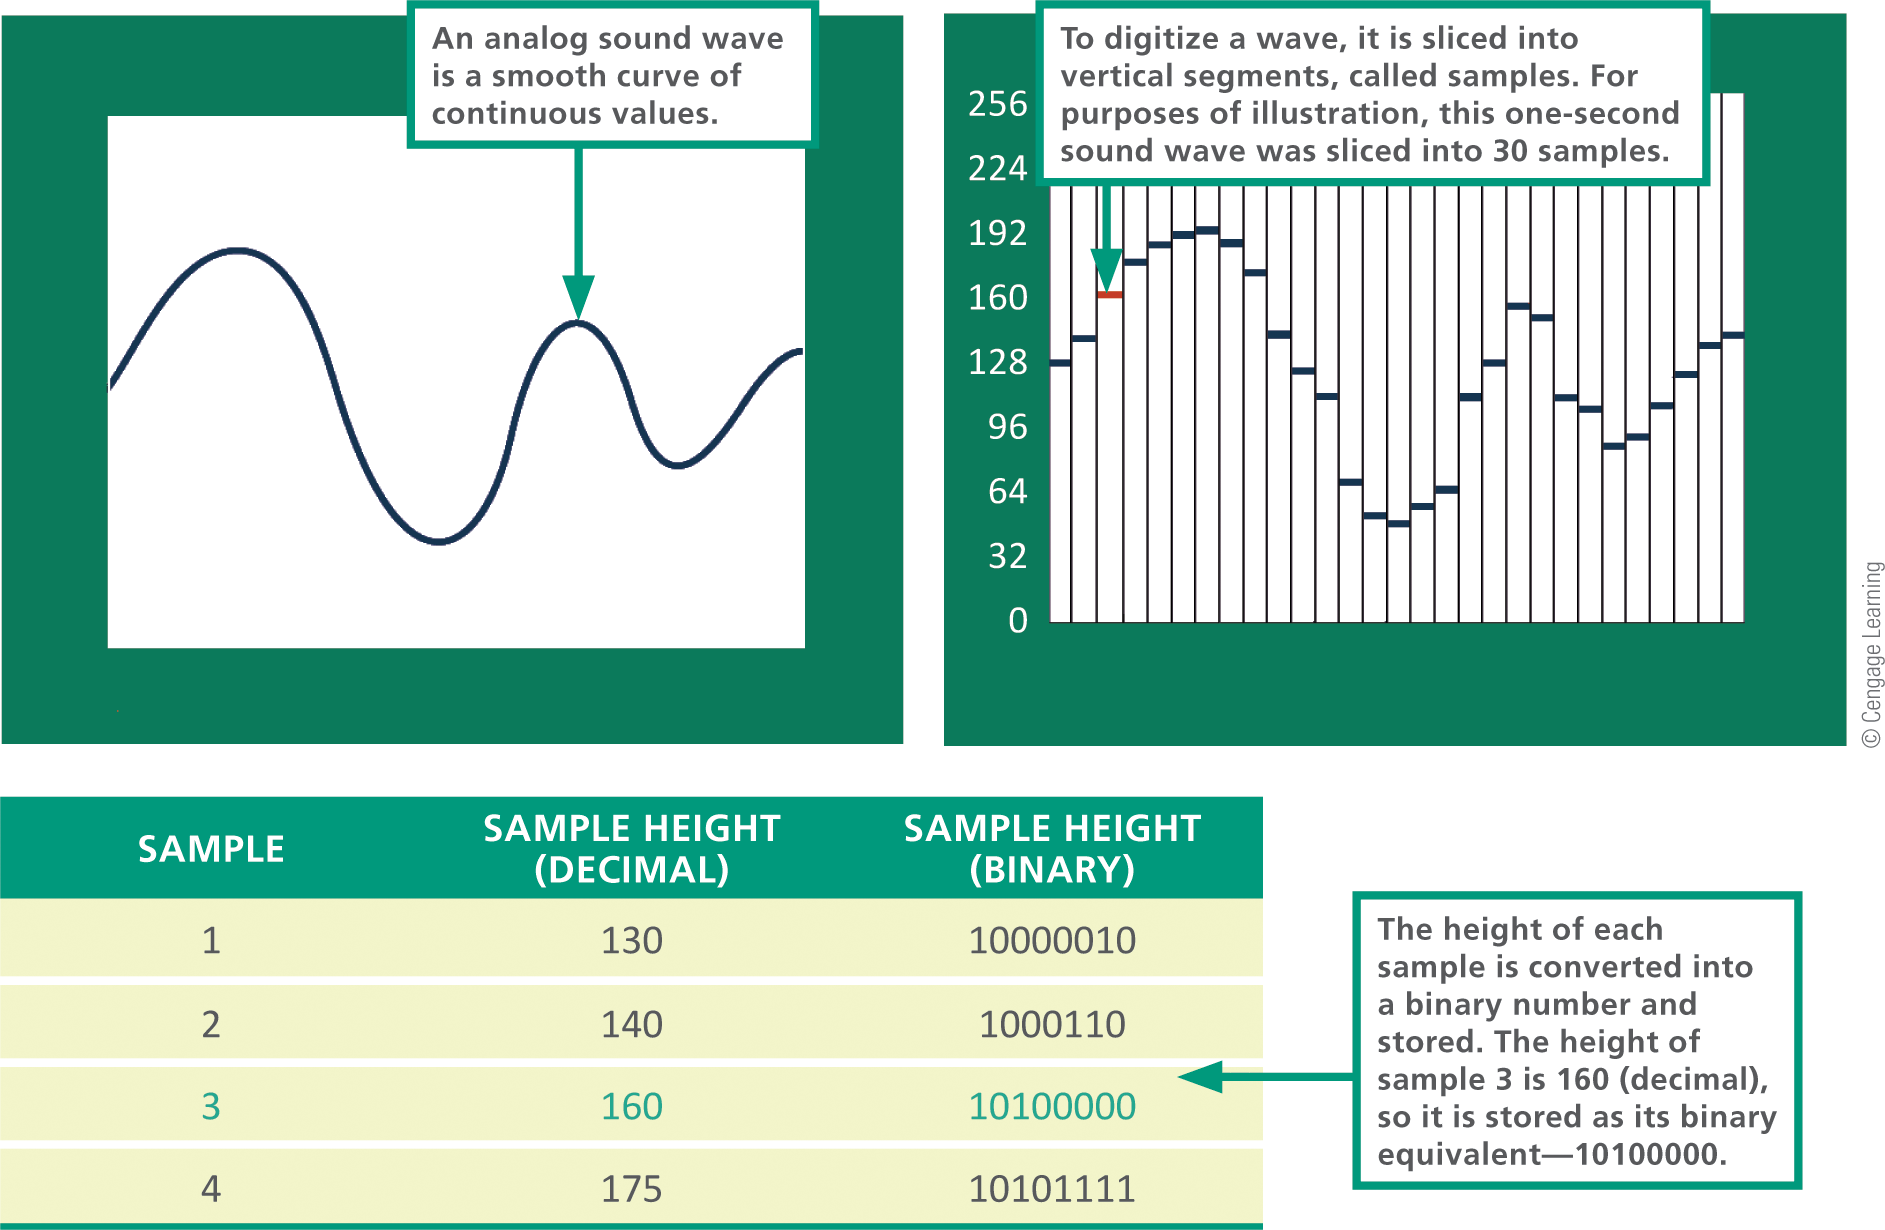 An analog sound wave
is a smooth curve of
continuous values.
To digitize a wave, it is sliced into
vertical segments, called samples. For
purposes of illustration, this one-second
sound wave was sliced into 30 samples.
256
224
192
160
128
96
64
32
0
© Cengage Learning
SAMPLE
SAMPLE HEIGHT
(DECIMAL)
SAMPLE HEIGHT
(BINARY)
1 130 10000010
2 140 1000110
3 160 10100000
4 175 10101111
The height of each
sample is converted into
a binary number and
stored. The height of
sample 3 is 160 (decimal),
so it is stored as its binary
equivalent—10100000.